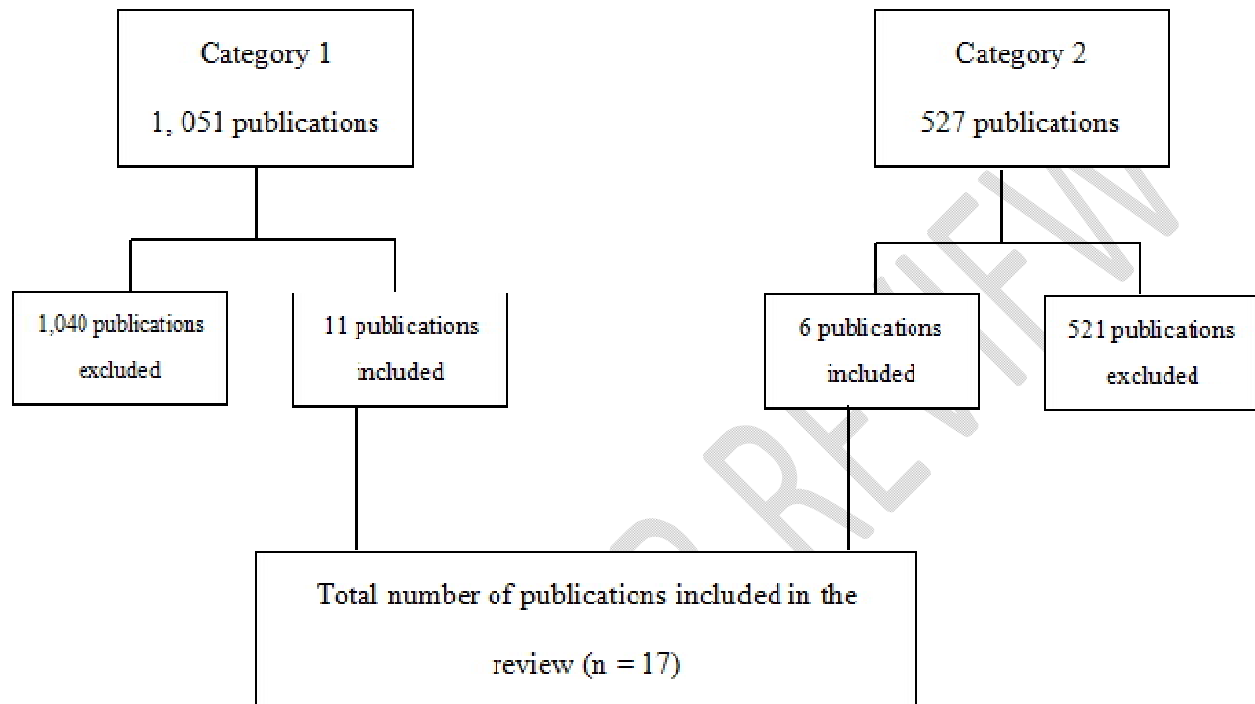 Category 1
1, 051 publications
Category 2
527 publications
1,040 publications
excluded
11 publications
included
6 publications
included
521 publications
excluded
Total number of publications included in the
review (n = 17)
REVIEW